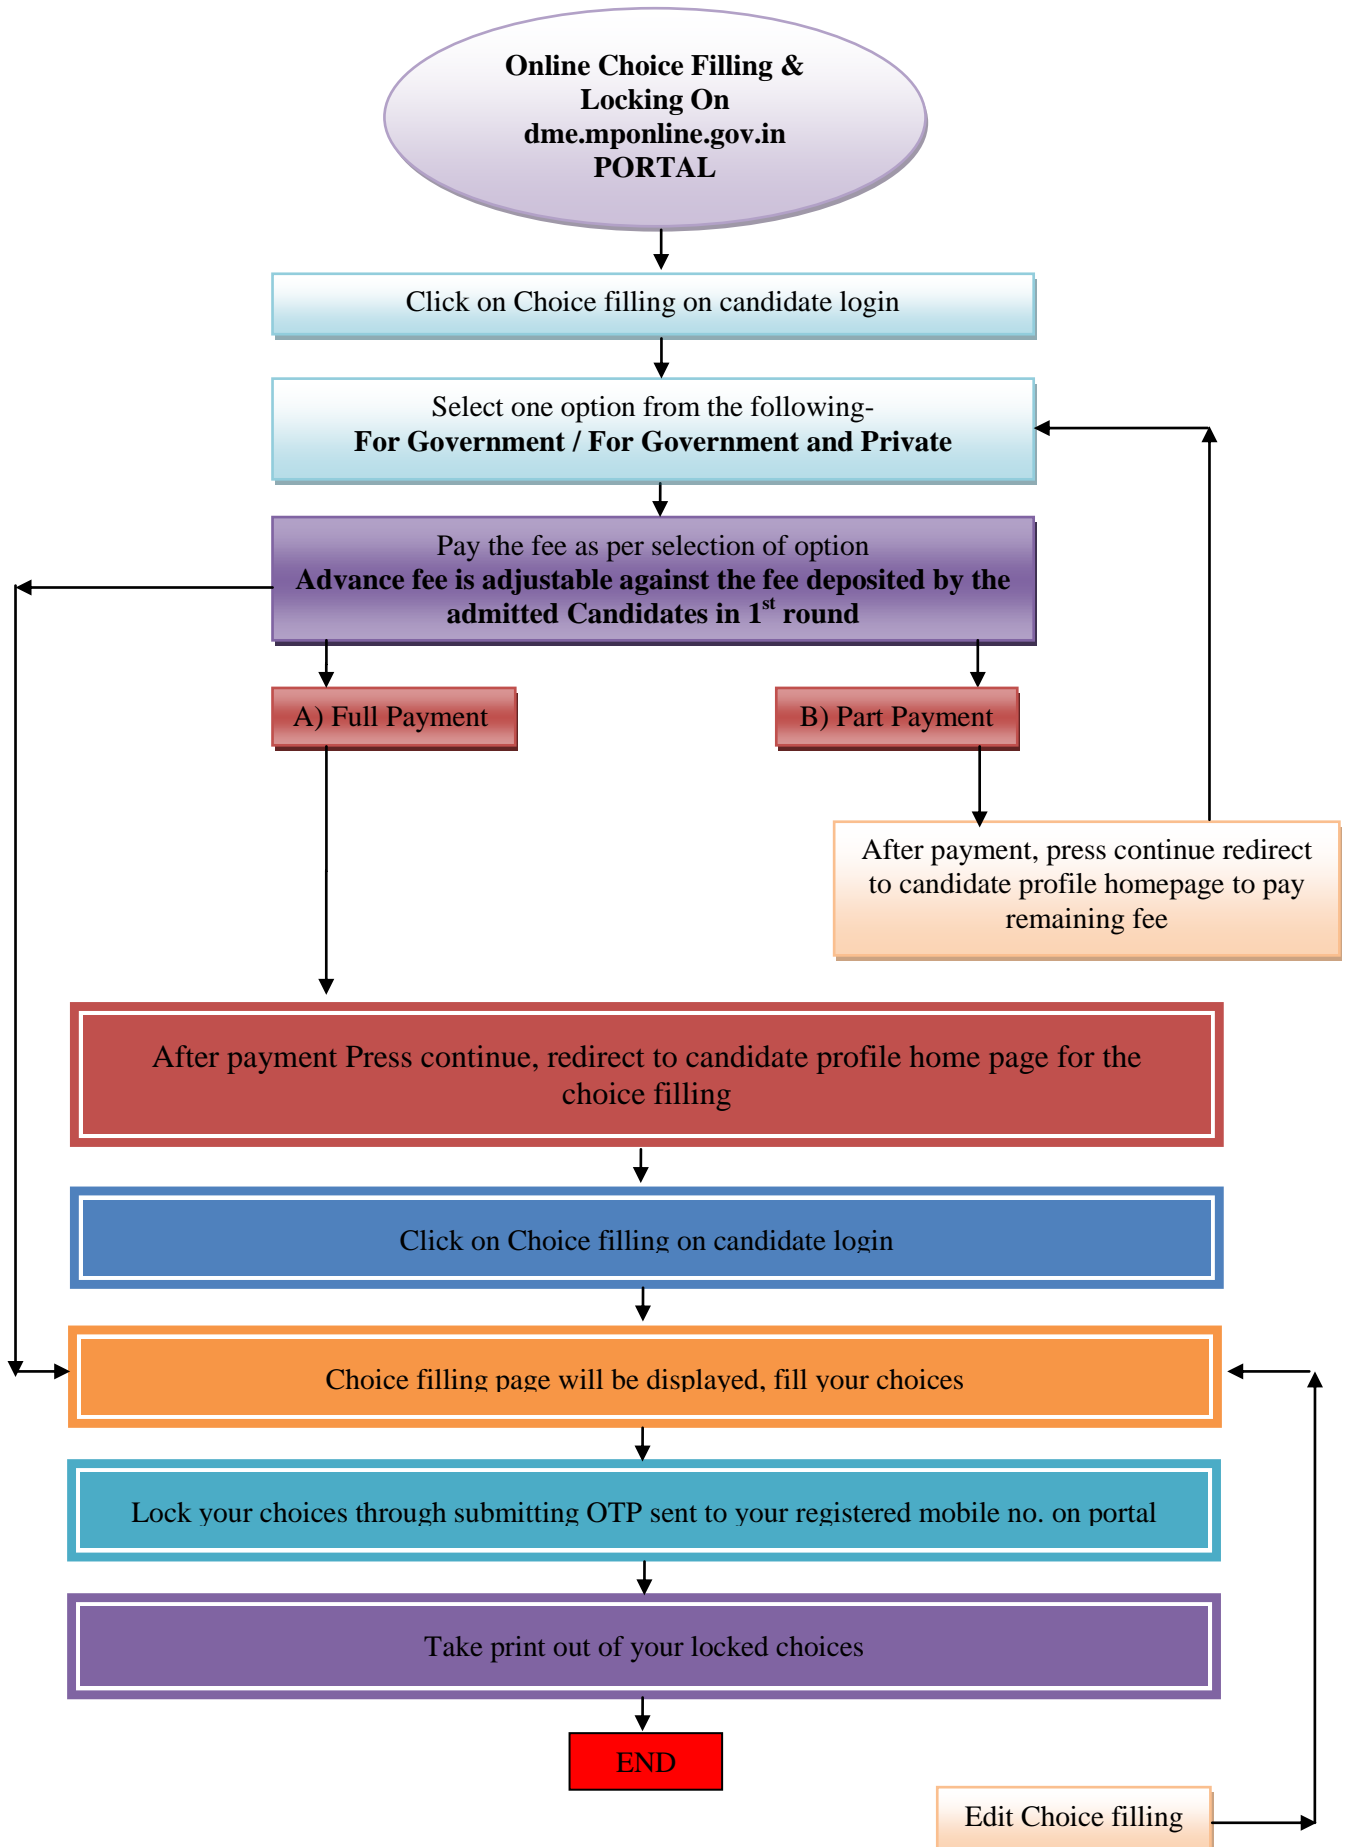 Online Choice Filling &
Locking On
dme.mponline.gov.in
PORTAL
Click on Choice filling on candidate login
Select one option from the following-
For Government / For Government and Private
Pay the fee as per selection of option
Advance fee is adjustable against the fee deposited by the
admitted Candidates in 1st round
A) Full Payment
B) Part Payment
After payment, press continue redirect
to candidate profile homepage to pay
remaining fee
After payment Press continue, redirect to candidate profile home page for the
choice filling
Click on Choice filling on candidate login
Choice filling page will be displayed, fill your choices
Lock your choices through submitting OTP sent to your registered mobile no. on portal
Take print out of your locked choices
END
Edit Choice filling